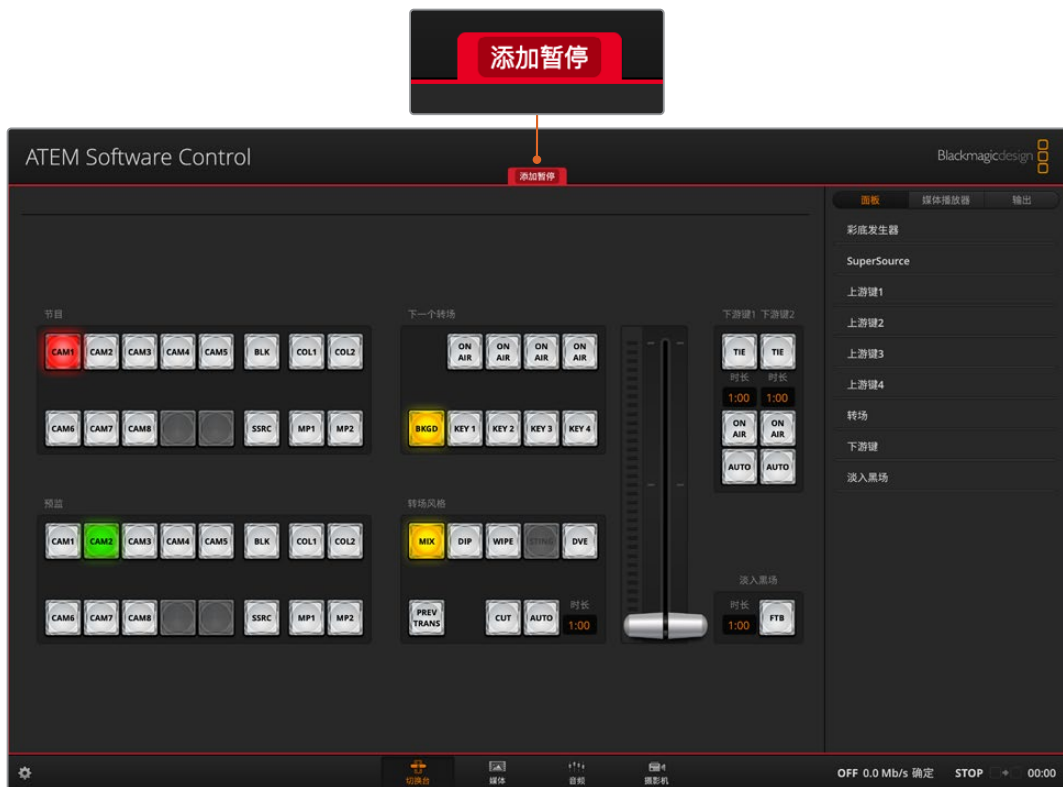 添加暂停
ATEM Software Control
Blackmagicdesign
添加暂停
面板 媒体播放器 输出
彩底发生器
SuperSource
上游键1
上游键2
上游键3
上游键4
转场
下游键
淡入黑场
节目
CAM1 CAM2 CAM3 CAM4 CAM5 BLK COL1 COL2
CAM6 CAM7 CAM8 SSRC MP1 MP2
下一个转场
ON AIR ON AIR ON AIR ON AIR
BKGD KEY 1 KEY 2 KEY 3 KEY 4
下游键1 下游键2
TIE TIE
时长 时长
1:00 1:00
ON AIR ON AIR
AUTO AUTO
预监
CAM1 CAM2 CAM3 CAM4 CAM5 BLK COL1 COL2
CAM6 CAM7 CAM8 SSRC MP1 MP2
转场风格
MIX DIP WIPE STING DVE
PREV TRANS CUT AUTO 时长 1:00
淡入黑场
时长
1:00 FTB
切换台 媒体 音频 摄影机
OFF 0.0 Mb/s 确定 STOP 00:00